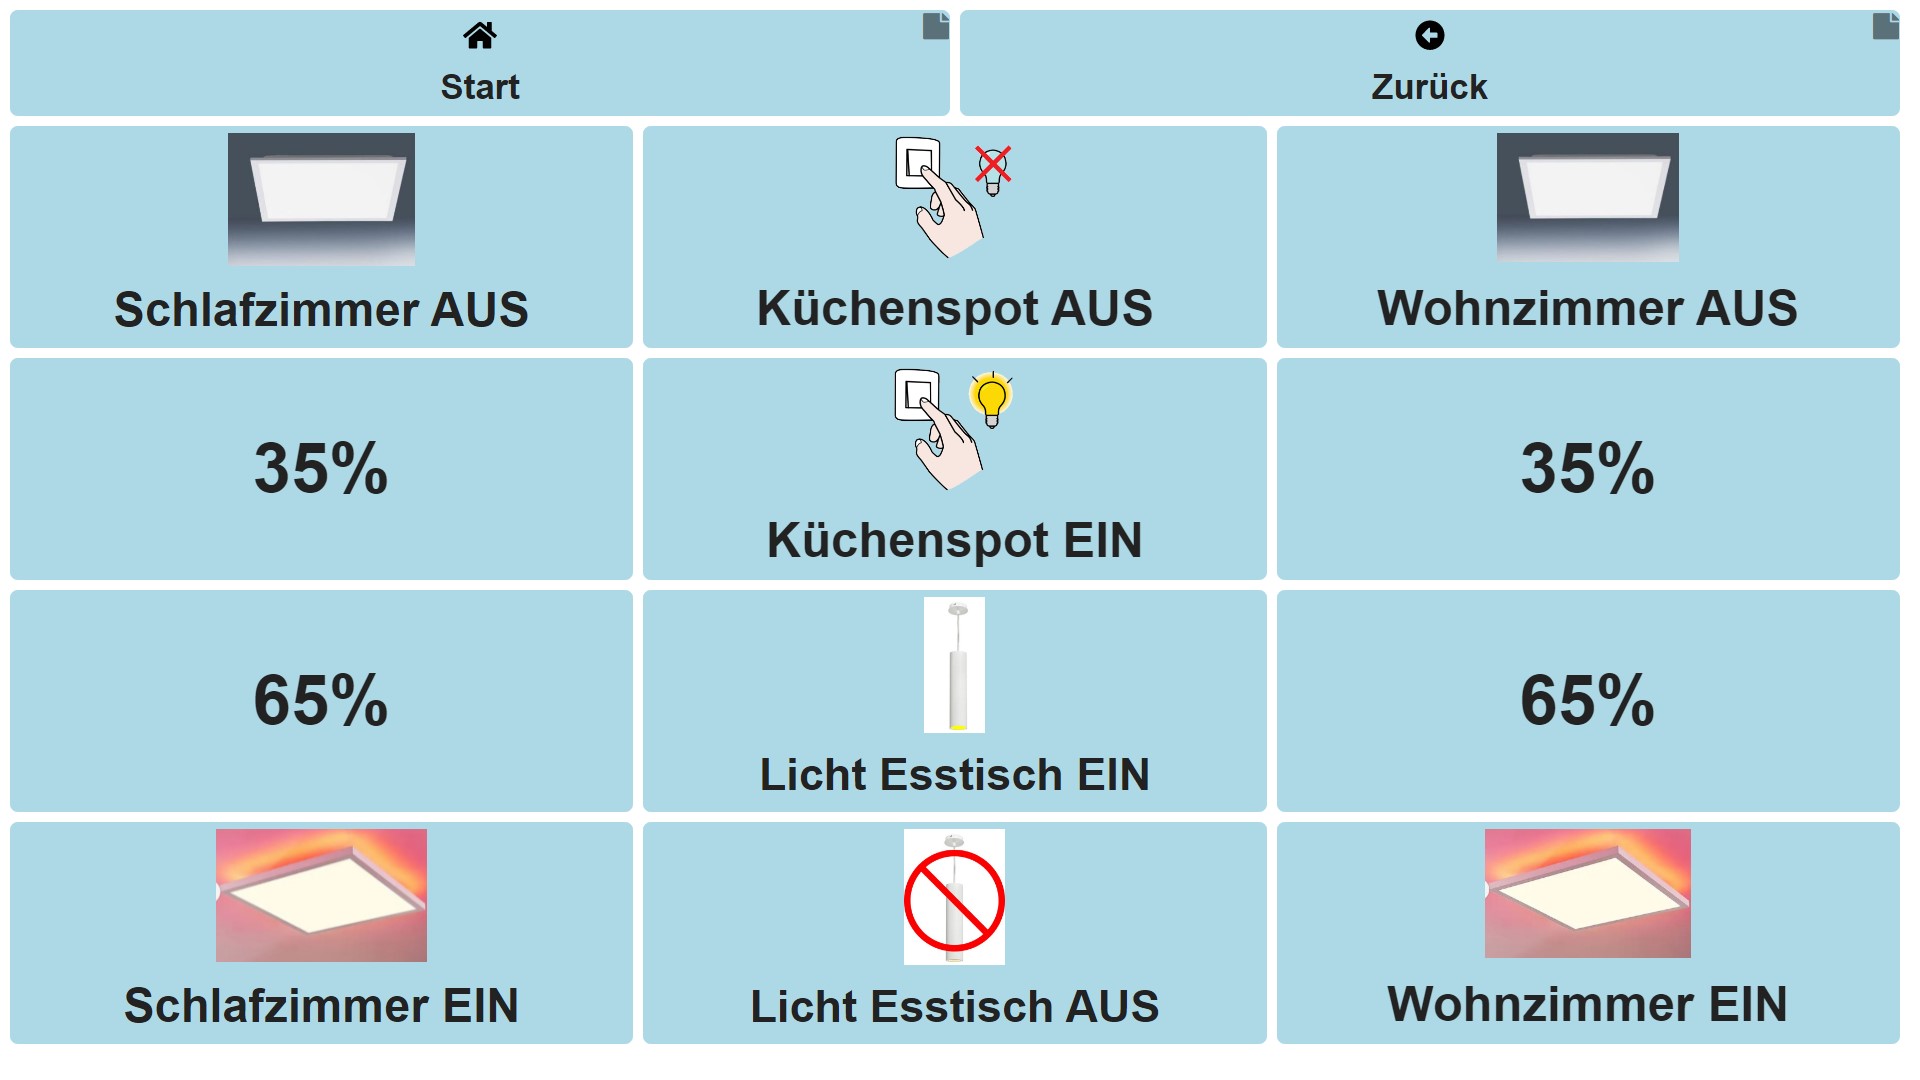 Start
Zurück
Schlafzimmer AUS
Küchenspot AUS
Wohnzimmer AUS
35%
Küchenspot EIN
35%
65%
Licht Esstisch EIN
65%
Schlafzimmer EIN
Licht Esstisch AUS
Wohnzimmer EIN